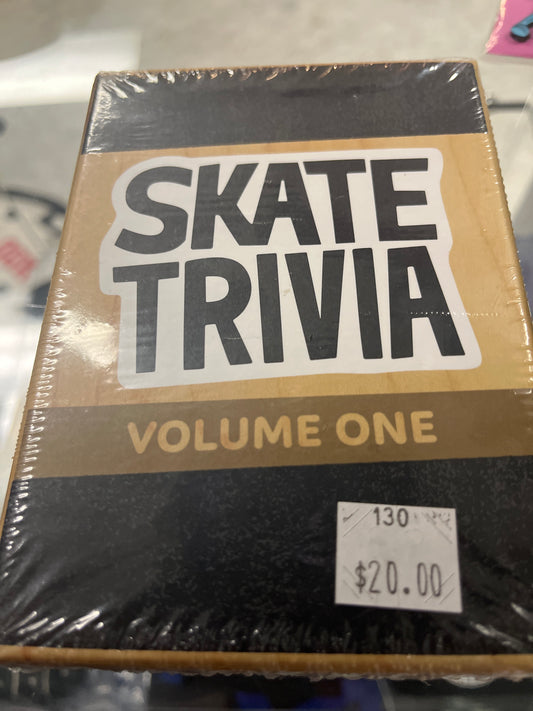 SKATE
TRIVIA
VOLUME ONE
130
$20.00